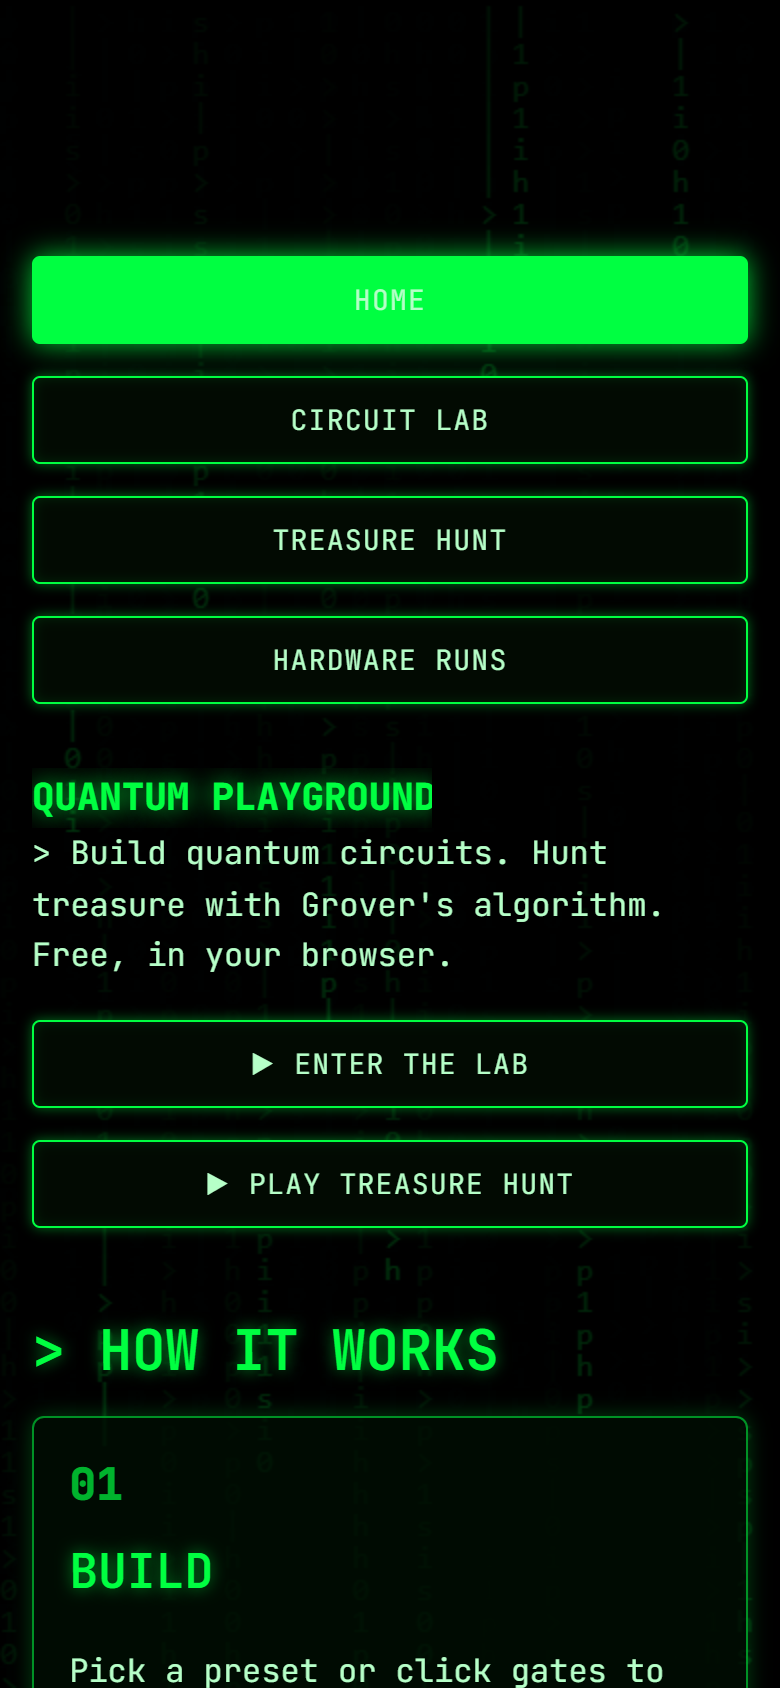 HOME
CIRCUIT LAB
TREASURE HUNT
HARDWARE RUNS
QUANTUM PLAYGROUND
> Build quantum circuits. Hunt
treasure with Grover's algorithm.
Free, in your browser.
▶ ENTER THE LAB
▶ PLAY TREASURE HUNT
> HOW IT WORKS
01
BUILD
Pick a preset or click gates to